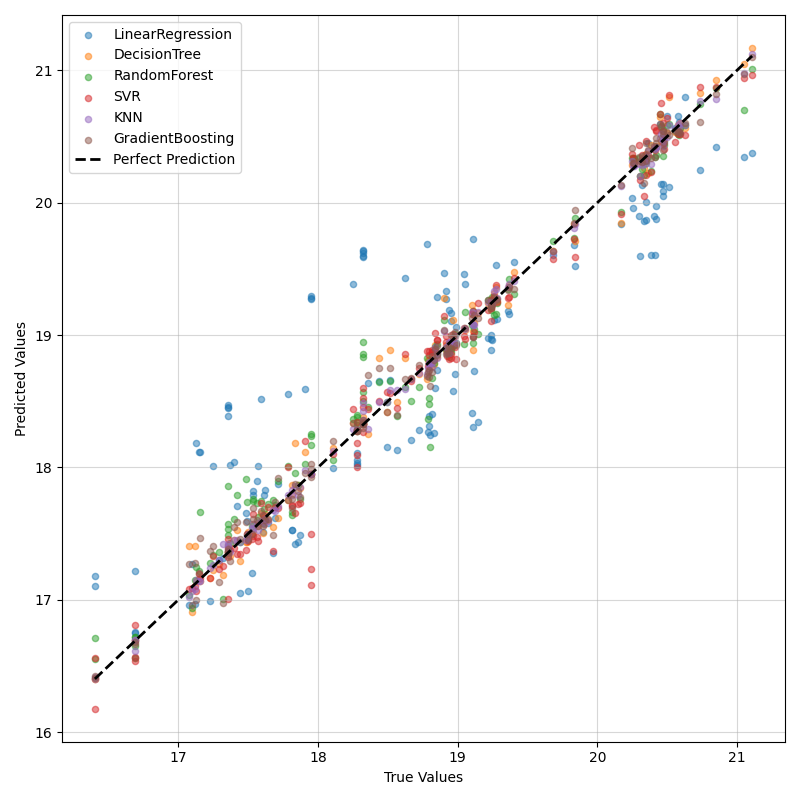 LinearRegression
DecisionTree
RandomForest
SVR
KNN
GradientBoosting
Perfect Prediction
21
20
19
18
17
16
Predicted Values
17 18 19 20 21
True Values